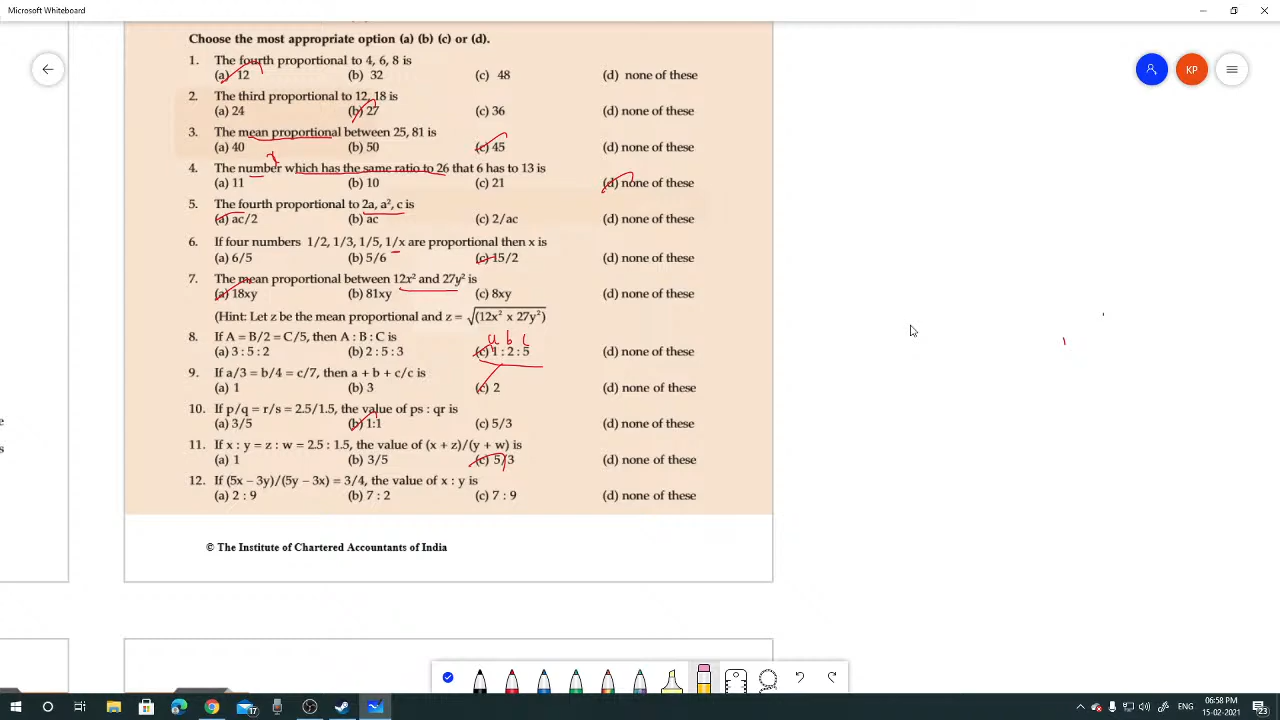 Microsoft Whiteboard
KP
Choose the most appropriate option (a) (b) (c) or (d).
1. The fourth proportional to 4, 6, 8 is
(a) 12 (b) 32 (c) 48 (d) none of these
2. The third proportional to 12, 18 is
(a) 24 (b) 27 (c) 36 (d) none of these
3. The mean proportional between 25, 81 is
(a) 40 (b) 50 (c) 45 (d) none of these
x
4. The number which has the same ratio to 26 that 6 has to 13 is
(a) 11 (b) 10 (c) 21 (d) none of these
5. The fourth proportional to 2a, a², c is
(a) ac/2 (b) ac (c) 2/ac (d) none of these
6. If four numbers 1/2, 1/3, 1/5, 1/x are proportional then x is
(a) 6/5 (b) 5/6 (c) 15/2 (d) none of these
7. The mean proportional between 12x² and 27y² is
(a) 18xy (b) 81xy (c) 8xy (d) none of these
(Hint: Let z be the mean proportional and z = √(12x² x 27y²)
8. If A = B/2 = C/5, then A : B : C is
a b c
(a) 3 : 5 : 2 (b) 2 : 5 : 3 (c) 1 : 2 : 5 (d) none of these
9. If a/3 = b/4 = c/7, then a + b + c/c is
(a) 1 (b) 3 (c) 2 (d) none of these
10. If p/q = r/s = 2.5/1.5, the value of ps : qr is
(a) 3/5 (b) 1:1 (c) 5/3 (d) none of these
11. If x : y = z : w = 2.5 : 1.5, the value of (x + z)/(y + w) is
(a) 1 (b) 3/5 (c) 5/3 (d) none of these
12. If (5x – 3y)/(5y – 3x) = 3/4, the value of x : y is
(a) 2 : 9 (b) 7 : 2 (c) 7 : 9 (d) none of these
e
s
© The Institute of Chartered Accountants of India
ENG
06:58 PM
15-02-2021